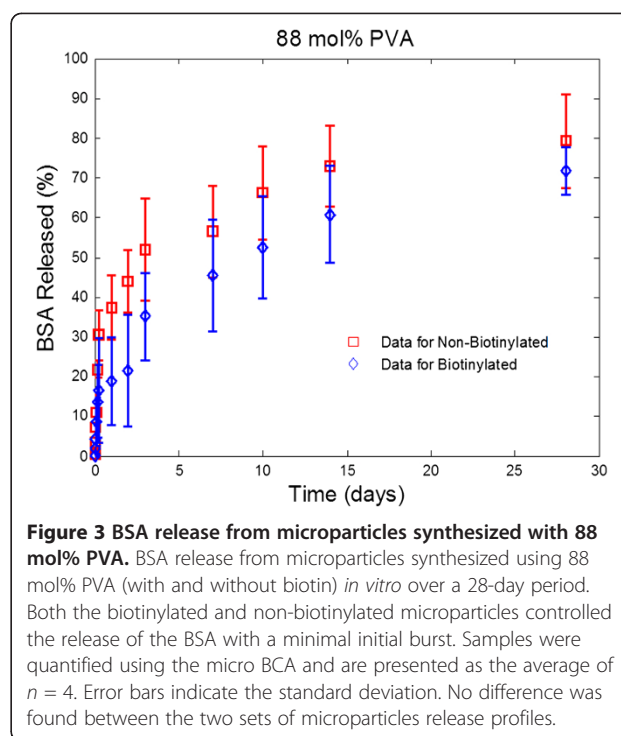 88 mol% PVA
BSA Released (%)
100
90
80
70
60
50
40
30
20
10
0
Data for Non-Biotinylated
Data for Biotinylated
0 5 10 15 20 25 30
Time (days)
Figure 3 BSA release from microparticles synthesized with 88
mol% PVA. BSA release from microparticles synthesized using 88
mol% PVA (with and without biotin) in vitro over a 28-day period.
Both the biotinylated and non-biotinylated microparticles controlled
the release of the BSA with a minimal initial burst. Samples were
quantified using the micro BCA and are presented as the average of
n = 4. Error bars indicate the standard deviation. No difference was
found between the two sets of microparticles release profiles.